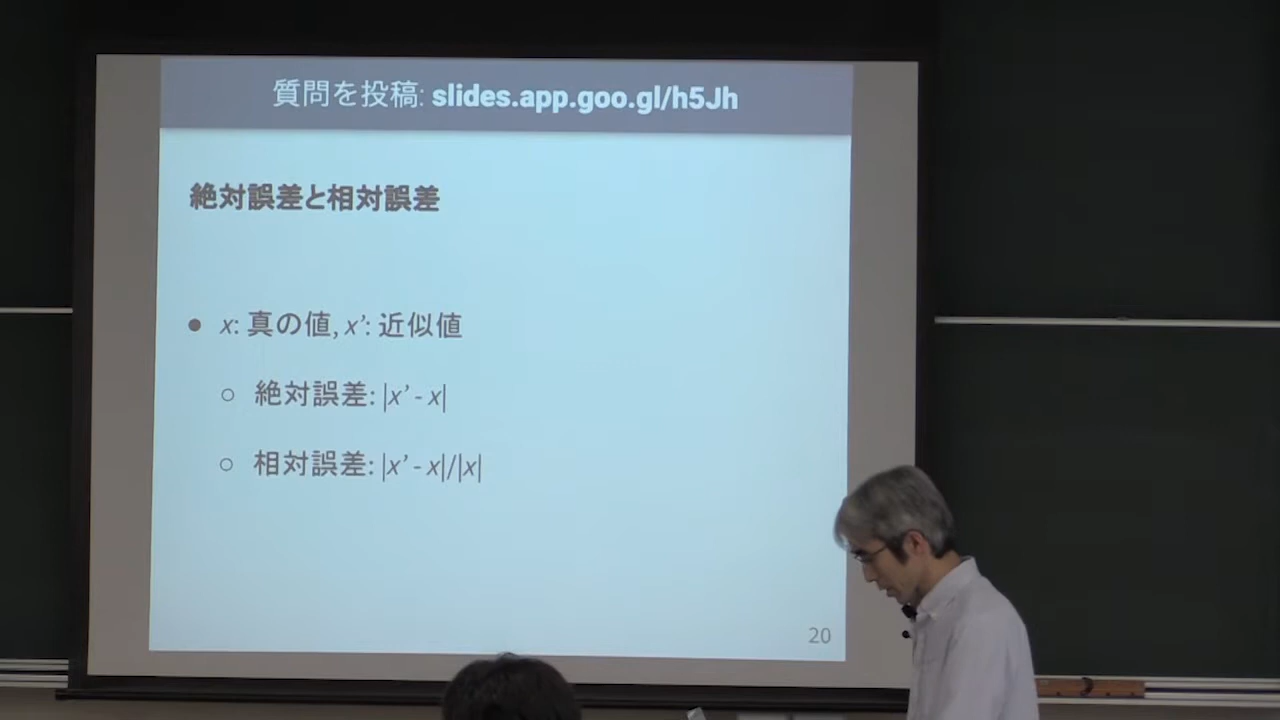 質問を投稿: slides.app.goo.gl/h5Jh
絶対誤差と相対誤差
● x: 真の値, x’: 近似値
○ 絶対誤差: |x’ - x|
○ 相対誤差: |x’ - x|/|x|
20